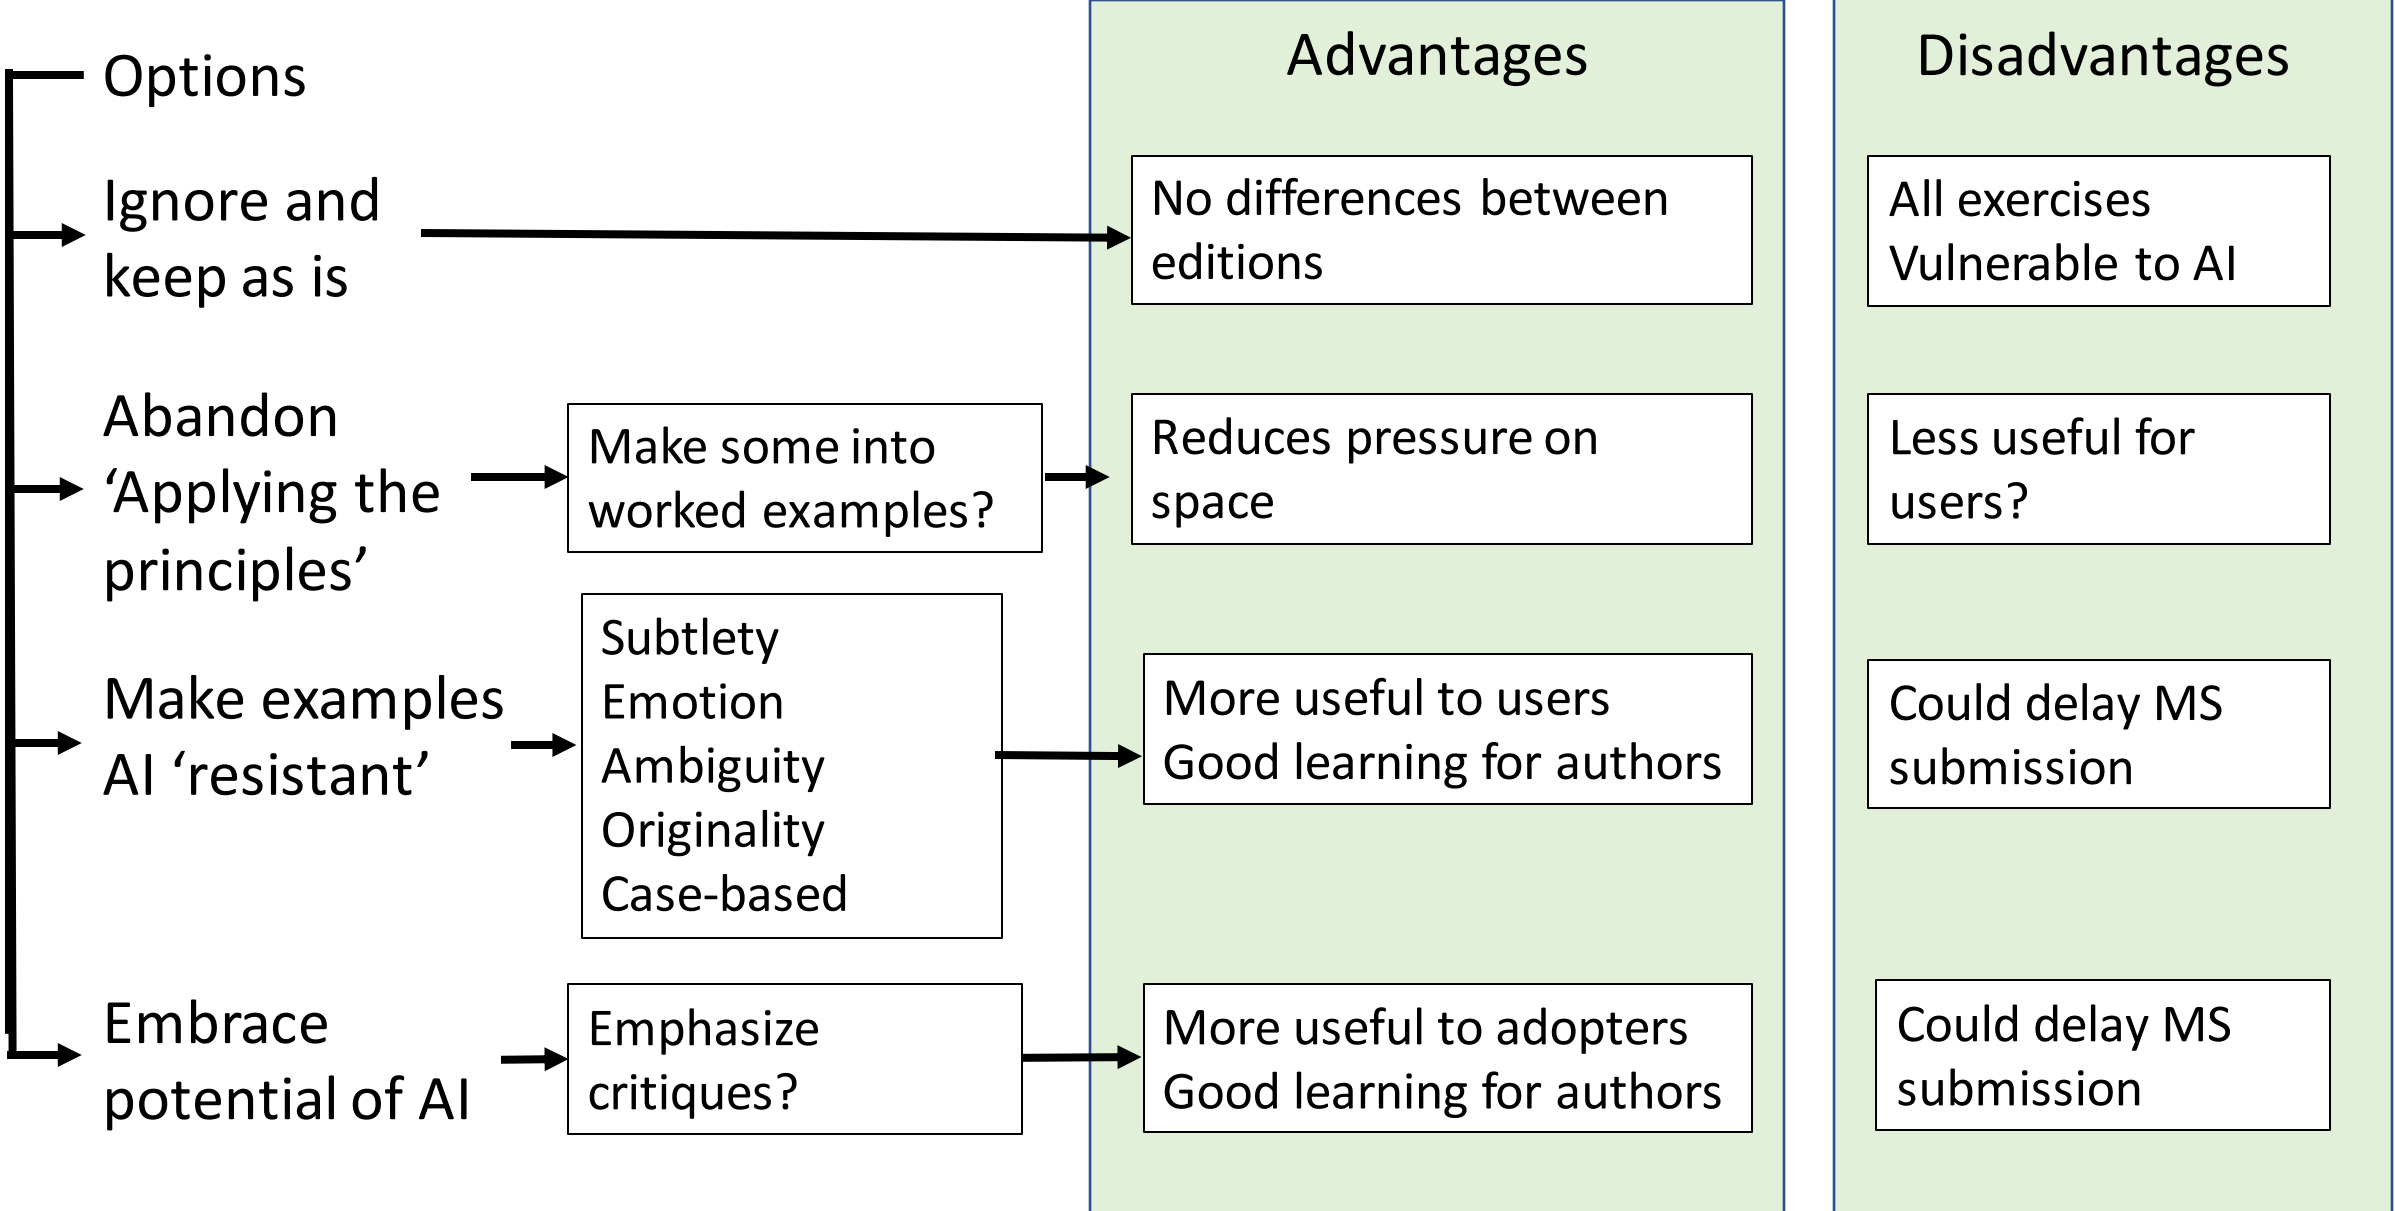 Options
Advantages
Disadvantages
Ignore and
keep as is
No differences between
editions
All exercises
Vulnerable to AI
Abandon
‘Applying the
principles’
Make some into
worked examples?
Reduces pressure on
space
Less useful for
users?
Make examples
AI ‘resistant’
Subtlety
Emotion
Ambiguity
Originality
Case-based
More useful to users
Good learning for authors
Could delay MS
submission
Embrace
potential of AI
Emphasize
critiques?
More useful to adopters
Good learning for authors
Could delay MS
submission